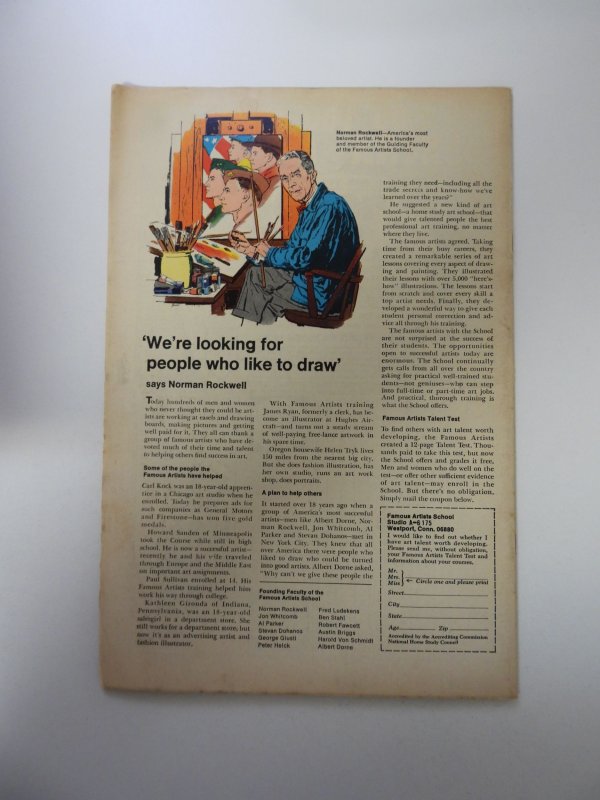 Norman Rockwell—America's most
beloved artist. He is a founder
and member of the Guiding Faculty
of the Famous Artists School.
'We're looking for
people who like to draw'
says Norman Rockwell
Today hundreds of men and women
who never thought they could be art-
ists are working at easels and drawing
boards, making pictures and getting
well paid for it. They all can thank a
group of famous artists who have de-
voted much of their time and talent
to helping others find success in art.
Some of the people the
Famous Artists have helped
Carl Kock was an 18-year-old appren-
tice in a Chicago art studio when he
enrolled. Today he prepares ads for
such companies as General Motors
and Firestone—has won five gold
medals.
Howard Sanden of Minneapolis
took the Course while still in high
school. He is now a successful artist—
recently he and his wife traveled
through Europe and the Middle East
on important art assignments.
Paul Sullivan enrolled at 14. His
Famous Artists training helped him
work his way through college.
Kathleen Gironda of Indiana,
Pennsylvania, was an 18-year-old
salesgirl in a department store. She
still works for a department store, but
now it's as an advertising artist and
fashion illustrator.
With Famous Artists training
James Ryan, formerly a clerk, has be-
come an illustrator at Hughes Air-
craft—and turns out a steady stream
of well-paying free-lance artwork in
his spare time.
Oregon housewife Helen Tryk lives
150 miles from the nearest big city.
But she does fashion illustration, has
her own studio, runs an art work
shop, does portraits.
A plan to help others
It started over 18 years ago when a
group of America's most successful
artists—men like Albert Dorne, Nor-
man Rockwell, Jon Whitcomb, Al
Parker and Stevan Dohanos—met in
New York City. They knew that all
over America there were people who
liked to draw who could be turned
into good artists. Albert Dorne asked,
"Why can't we give these people the
Founding Faculty of the
Famous Artists School
Norman Rockwell
Jon Whitcomb
Al Parker
Stevan Dohanos
George Giusti
Peter Helck
Fred Ludekens
Ben Stahl
Robert Fawcett
Austin Briggs
Harold Von Schmidt
Albert Dorne
training they need—including all the
trade secrets and know-how we've
learned over the years?"
He suggested a new kind of art
school—a home study art school—that
would give talented people the best
professional art training, no matter
where they live.
The famous artists agreed. Taking
time from their busy careers, they
created a remarkable series of art
lessons covering every aspect of draw-
ing and painting. They illustrated
their lessons with over 5,000 "here's-
how" illustrations. The lessons start
from scratch and cover every skill a
top artist needs. Finally, they de-
veloped a wonderful way to give each
student personal correction and ad-
vice all through his training.
The famous artists with the School
are not surprised at the success of
their students. The opportunities
open to successful artists today are
enormous. The School continually
gets calls from all over the country
asking for practical well-trained stu-
dents—not geniuses—who can step
into full-time or part-time art jobs.
And practical, thorough training is
what the School offers.
Famous Artists Talent Test
To find others with art talent worth
developing, the Famous Artists
created a 12-page Talent Test. Thou-
sands paid to take this test, but now
the School offers and grades it free.
Men and women who do well on the
test—or offer other sufficient evidence
of art talent—may enroll in the
School. But there's no obligation.
Simply mail the coupon below.
Famous Artists School
Studio A-6175
Westport, Conn. 06880
I would like to find out whether I
have art talent worth developing.
Please send me, without obligation,
your Famous Artists Talent Test and
information about your courses.
Mr.
Mrs.
Miss ← Circle one and please print
Street
City
State
Age Zip
Accredited by the Accrediting Commission
National Home Study Council